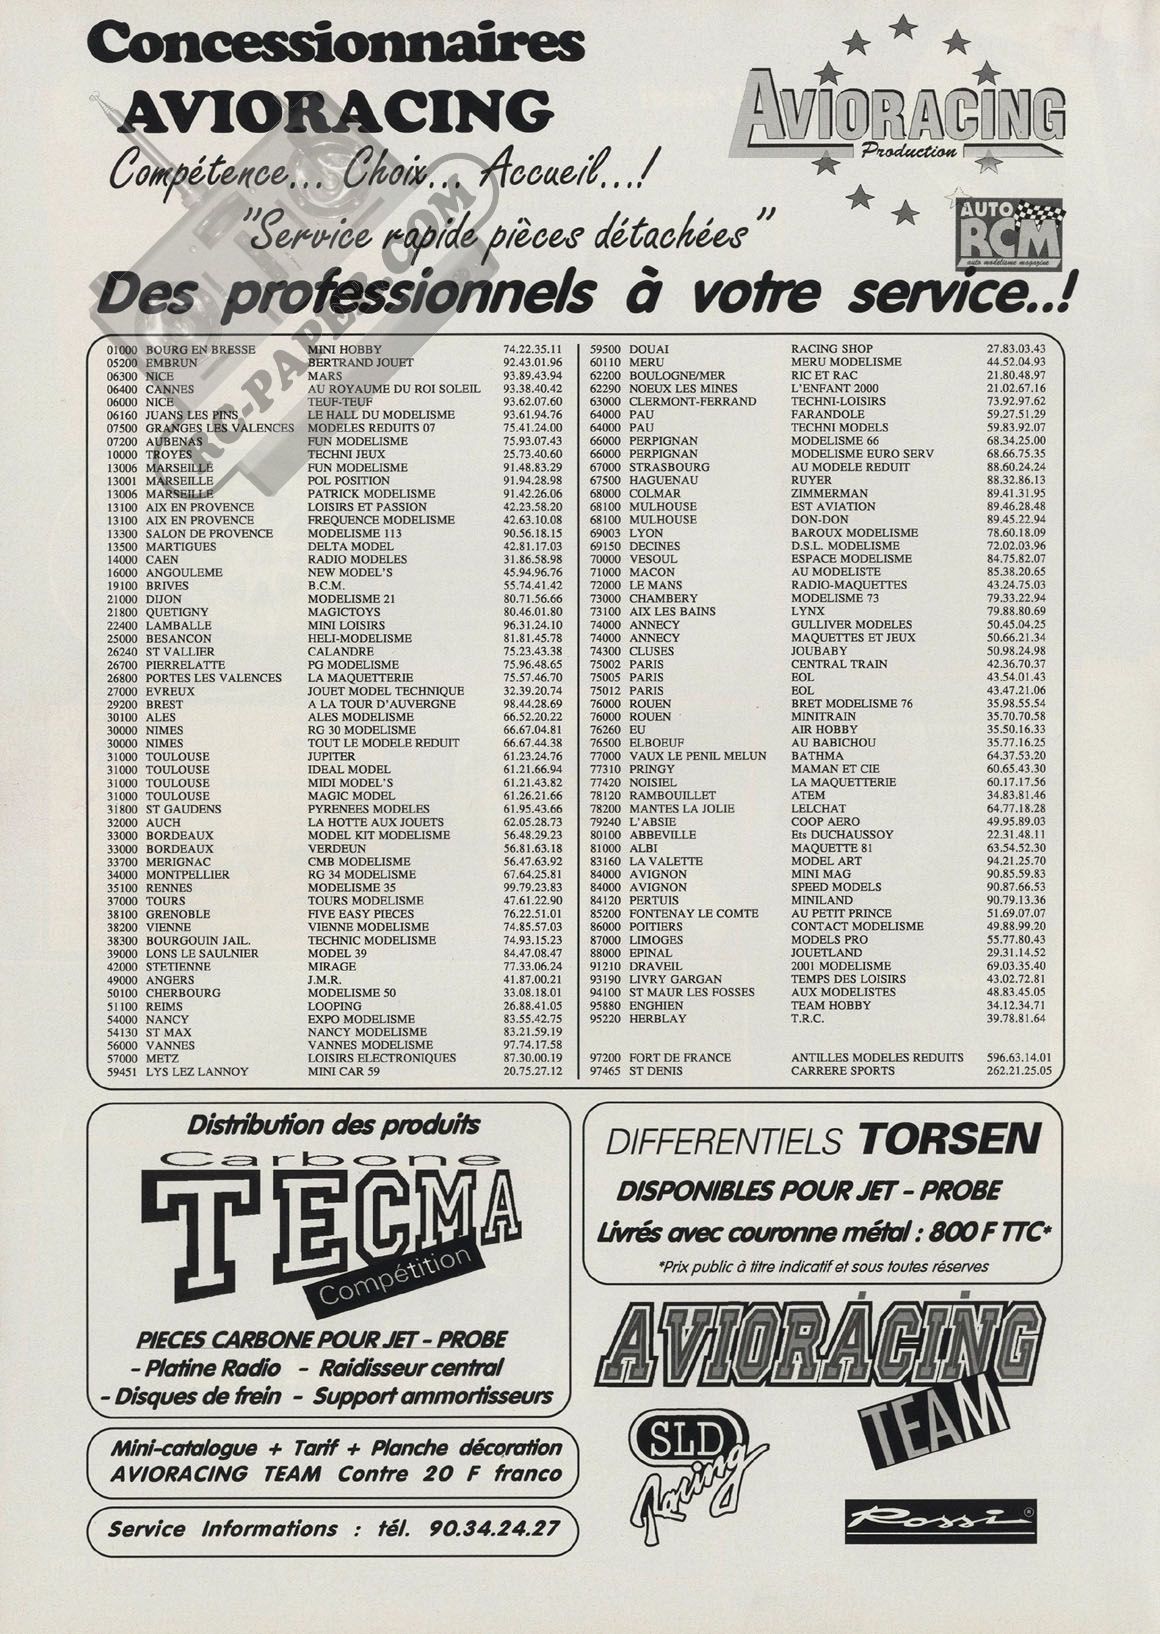 Concessionnaires
AVIORACING
Compétence... Choix... Accueil...!
"Service rapide pièces détachées"
AVIORACING
Production
AUTO
RCM
auto modelisme magazine
RC-PAPER.COM
Des professionnels à votre service..!
01000 BOURG EN BRESSE MINI HOBBY 74.22.35.11
05200 EMBRUN BERTRAND JOUET 92.43.01.96
06300 NICE MARS 93.89.43.94
06400 CANNES AU ROYAUME DU ROI SOLEIL 93.38.40.42
06000 NICE TEUF-TEUF 93.62.07.60
06160 JUANS LES PINS LE HALL DU MODELISME 93.61.94.76
07500 GRANGES LES VALENCES MODELES REDUITS 07 75.41.24.00
07200 AUBENAS FUN MODELISME 75.93.07.43
10000 TROYES TECHNI JEUX 25.73.40.60
13006 MARSEILLE FUN MODELISME 91.48.83.29
13001 MARSEILLE POL POSITION 91.94.28.98
13006 MARSEILLE PATRICK MODELISME 91.42.26.06
13100 AIX EN PROVENCE LOISIRS ET PASSION 42.23.58.20
13100 AIX EN PROVENCE FREQUENCE MODELISME 42.63.10.08
13300 SALON DE PROVENCE MODELISME 113 90.56.18.15
13500 MARTIGUES DELTA MODEL 42.81.17.03
14000 CAEN RADIO MODELES 31.86.58.98
16000 ANGOULEME NEW MODEL'S 45.94.96.76
19100 BRIVES B.C.M. 55.74.41.42
21000 DIJON MODELISME 21 80.71.56.66
21800 QUETIGNY MAGICTOYS 80.46.01.80
22400 LAMBALLE MINI LOISIRS 96.31.24.10
25000 BESANCON HELI-MODELISME 81.81.45.78
26240 ST VALLIER CALANDRE 75.23.43.38
26700 PIERRELATTE PG MODELISME 75.96.48.65
26800 PORTES LES VALENCES LA MAQUETTERIE 75.57.46.70
27000 EVREUX JOUET MODEL TECHNIQUE 32.39.20.74
29200 BREST A LA TOUR D'AUVERGNE 98.44.28.69
30100 ALES ALES MODELISME 66.52.20.22
30000 NIMES RG 30 MODELISME 66.67.04.81
30000 NIMES TOUT LE MODELE REDUIT 66.67.44.38
31000 TOULOUSE JUPITER 61.23.24.76
31000 TOULOUSE IDEAL MODEL 61.21.66.94
31000 TOULOUSE MIDI MODEL'S 61.21.43.82
31000 TOULOUSE MAGIC MODEL 61.26.21.66
31800 ST GAUDENS PYRENEES MODELES 61.95.43.66
32000 AUCH LA HOTTE AUX JOUETS 62.05.28.73
33000 BORDEAUX MODEL KIT MODELISME 56.48.29.23
33000 BORDEAUX VERDEUN 56.81.63.18
33700 MERIGNAC CMB MODELISME 56.47.63.92
34000 MONTPELLIER RG 34 MODELISME 67.64.25.81
35100 RENNES MODELISME 35 99.79.23.83
37000 TOURS TOURS MODELISME 47.61.22.90
38100 GRENOBLE FIVE EASY PIECES 76.22.51.01
38200 VIENNE VIENNE MODELISME 74.85.57.03
38300 BOURGOUIN JAIL. TECHNIC MODELISME 74.93.15.23
39000 LONS LE SAULNIER MODEL 39 84.47.08.47
42000 STETIENNE MIRAGE 77.33.06.24
49000 ANGERS J.M.R. 41.87.00.21
50100 CHERBOURG MODELISME 50 33.08.18.01
51100 REIMS LOOPING 26.88.41.05
54000 NANCY EXPO MODELISME 83.55.42.75
54130 ST MAX NANCY MODELISME 83.21.59.19
56000 VANNES VANNES MODELISME 97.74.17.58
57000 METZ LOISIRS ELECTRONIQUES 87.30.00.19
59451 LYS LEZ LANNOY MINI CAR 59 20.75.27.12
59500 DOUAI RACING SHOP 27.83.03.43
60110 MERU MERU MODELISME 44.52.04.93
62200 BOULOGNE/MER RIC ET RAC 21.80.48.97
62290 NOEUX LES MINES L'ENFANT 2000 21.02.67.16
63000 CLERMONT-FERRAND TECHNI-LOISIRS 73.92.97.62
64000 PAU FARANDOLE 59.27.51.29
64000 PAU TECHNI MODELS 59.83.92.07
66000 PERPIGNAN MODELISME 66 68.34.25.00
66000 PERPIGNAN MODELISME EURO SERV 68.66.75.35
67000 STRASBOURG AU MODELE REDUIT 88.60.24.24
67500 HAGUENAU RUYER 88.32.86.13
68000 COLMAR ZIMMERMAN 89.41.31.95
68100 MULHOUSE EST AVIATION 89.46.28.48
68100 MULHOUSE DON-DON 89.45.22.94
69003 LYON BAROUX MODELISME 78.60.18.09
69150 DECINES D.S.L. MODELISME 72.02.03.96
70000 VESOUL ESPACE MODELISME 84.75.82.07
71000 MACON AU MODELISTE 85.38.20.65
72000 LE MANS RADIO-MAQUETTES 43.24.75.03
73000 CHAMBERY MODELISME 73 79.33.22.94
73100 AIX LES BAINS LYNX 79.88.80.69
74000 ANNECY GULLIVER MODELES 50.45.04.25
74000 ANNECY MAQUETTES ET JEUX 50.66.21.34
74300 CLUSES JOUBABY 50.98.24.98
75002 PARIS CENTRAL TRAIN 42.36.70.37
75005 PARIS EOL 43.54.01.43
75012 PARIS EOL 43.47.21.06
76000 ROUEN BRET MODELISME 76 35.98.55.54
76000 ROUEN MINITRAIN 35.70.70.58
76260 EU AIR HOBBY 35.50.16.33
76500 ELBOEUF AU BABICHOU 35.77.16.25
77000 VAUX LE PENIL MELUN BATHMA 64.37.53.20
77310 PRINGY MAMAN ET CIE 60.65.43.30
77420 NOISIEL LA MAQUETTERIE 60.17.17.56
78120 RAMBOUILLET ATEM 34.83.81.46
78200 MANTES LA JOLIE LELCHAT 64.77.18.28
79240 L'ABSIE COOP AERO 49.95.89.03
80100 ABBEVILLE Ets DUCHAUSSOY 22.31.48.11
81000 ALBI MAQUETTE 81 63.54.52.30
83160 LA VALETTE MODEL ART 94.21.25.70
84000 AVIGNON MINI MAG 90.85.59.83
84000 AVIGNON SPEED MODELS 90.87.66.53
84120 PERTUIS MINILAND 90.79.13.36
85200 FONTENAY LE COMTE AU PETIT PRINCE 51.69.07.07
86000 POITIERS CONTACT MODELISME 49.88.99.20
87000 LIMOGES MODELS PRO 55.77.80.43
88000 EPINAL JOUETLAND 29.31.14.52
91210 DRAVEIL 2001 MODELISME 69.03.35.40
93190 LIVRY GARGAN TEMPS DES LOISIRS 43.02.72.81
94100 ST MAUR LES FOSSES AUX MODELISTES 48.83.45.05
95880 ENGHIEN TEAM HOBBY 34.12.34.71
95220 HERBLAY T.R.C. 39.78.81.64
97200 FORT DE FRANCE ANTILLES MODELES REDUITS 596.63.14.01
97465 ST DENIS CARRERE SPORTS 262.21.25.05
Distribution des produits
Carbone
TECMA
Compétition
PIECES CARBONE POUR JET - PROBE
- Platine Radio - Raidisseur central
- Disques de frein - Support ammortisseurs
Mini-catalogue + Tarif + Planche décoration
AVIORACING TEAM Contre 20 F franco
Service Informations : tél. 90.34.24.27
DIFFERENTIELS TORSEN
DISPONIBLES POUR JET - PROBE
Livrés avec couronne métal : 800 F TTC*
*Prix public à titre indicatif et sous toutes réserves
AVIORACING
TEAM
SLD
Racing
Rossi ®